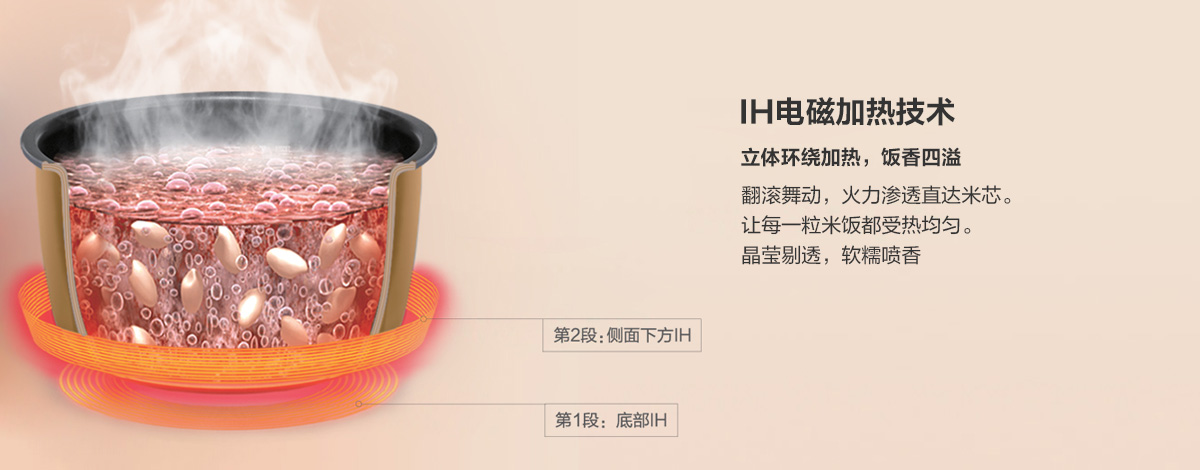 IH电磁加热技术
立体环绕加热，饭香四溢
翻滚舞动，火力渗透直达米芯。
让每一粒米饭都受热均匀。
晶莹剔透，软糯喷香
第2段:侧面下方IH
第1段：底部IH